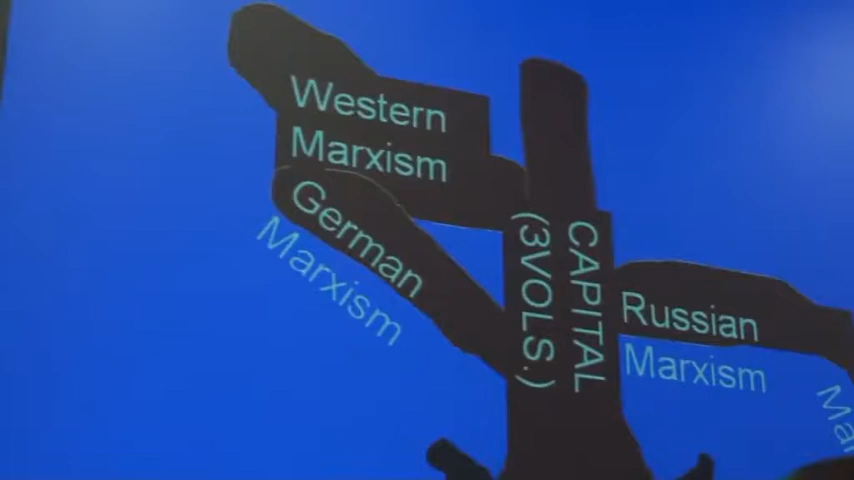 Western
Marxism
German
Marxism
CAPITAL
(3VOLS.)
Russian
Marxism